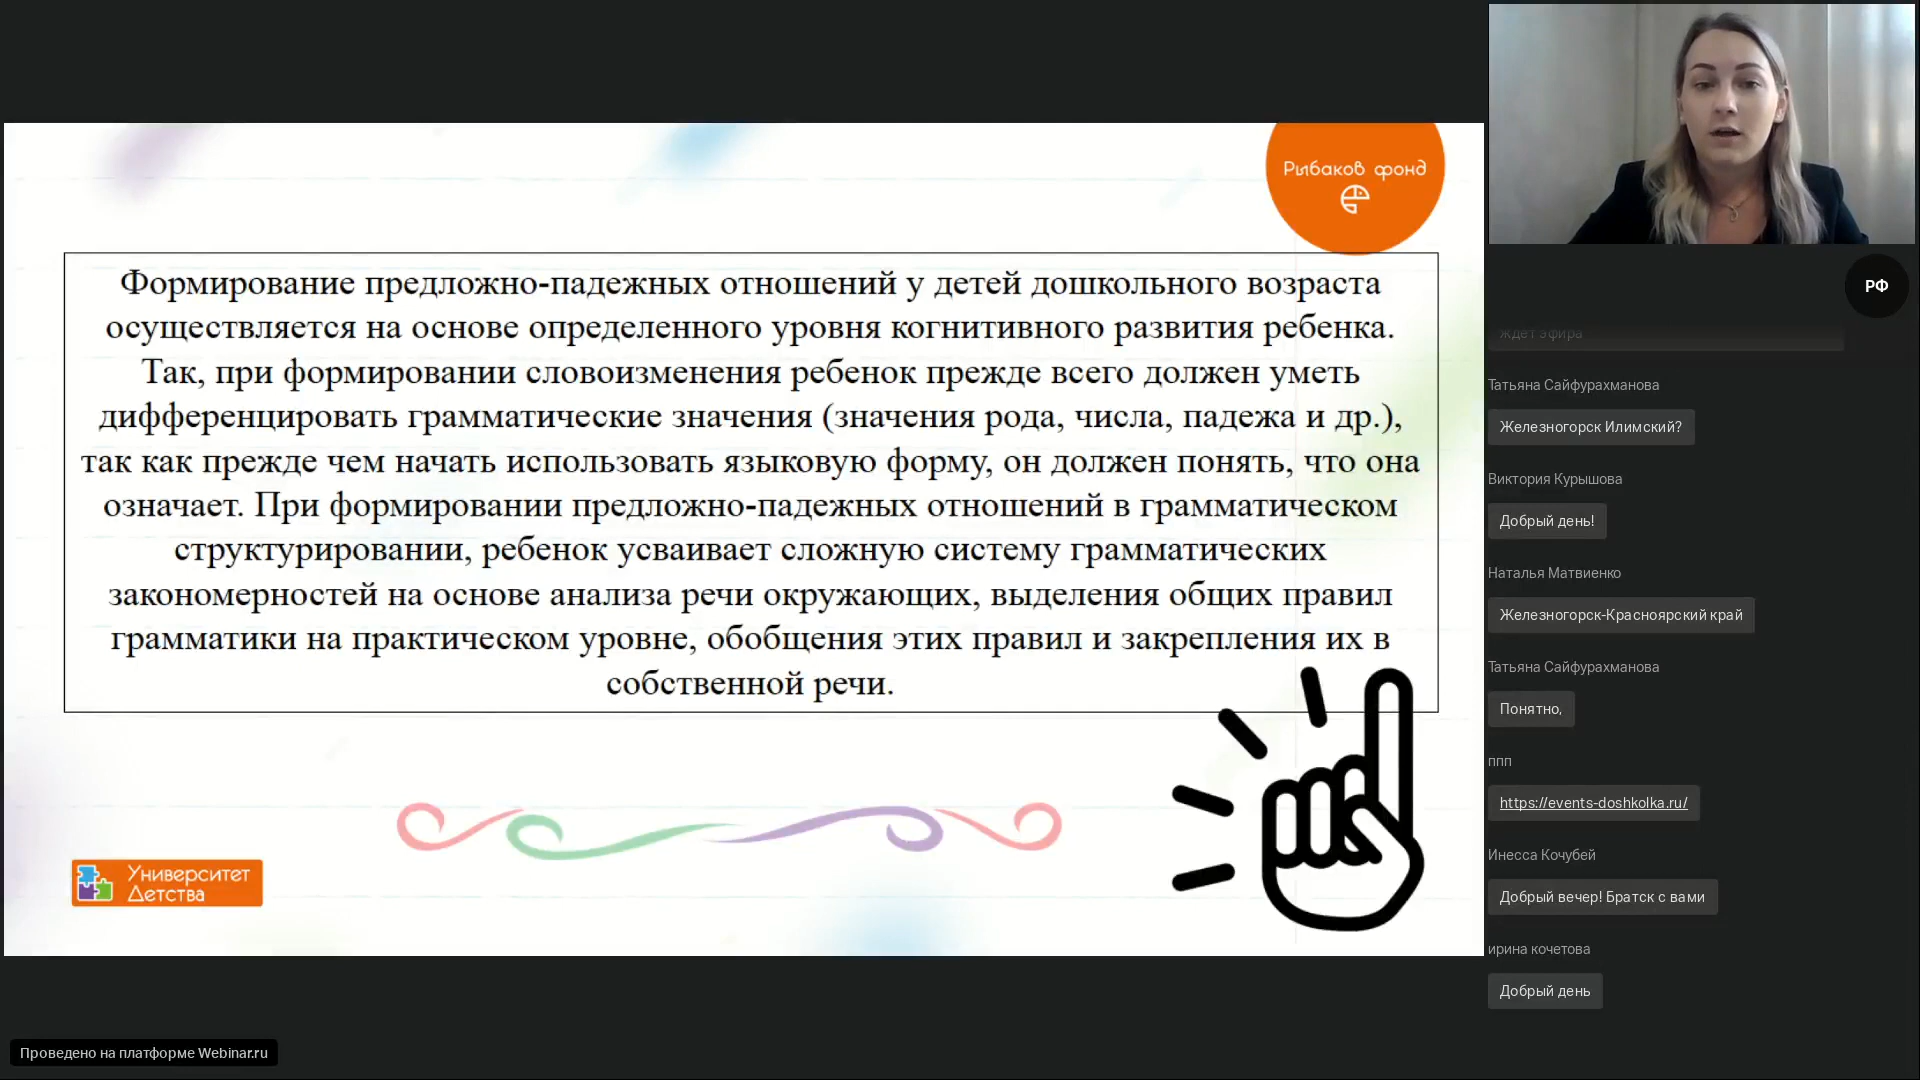 Рыбаков фонд
Формирование предложно-падежных отношений у детей дошкольного возраста
осуществляется на основе определенного уровня когнитивного развития ребенка.
Так, при формировании словоизменения ребенок прежде всего должен уметь
дифференцировать грамматические значения (значения рода, числа, падежа и др.),
так как прежде чем начать использовать языковую форму, он должен понять, что она
означает. При формировании предложно-падежных отношений в грамматическом
структурировании, ребенок усваивает сложную систему грамматических
закономерностей на основе анализа речи окружающих, выделения общих правил
грамматики на практическом уровне, обобщения этих правил и закрепления их в
собственной речи.
Университет
Детства
Проведено на платформе Webinar.ru
РФ
ждет эфира
Татьяна Сайфурахманова
Железногорск Илимский?
Виктория Курышова
Добрый день!
Наталья Матвиенко
Железногорск-Красноярский край
Татьяна Сайфурахманова
Понятно,
ппп
https://events-doshkolka.ru/
Инесса Кочубей
Добрый вечер! Братск с вами
ирина кочетова
Добрый день